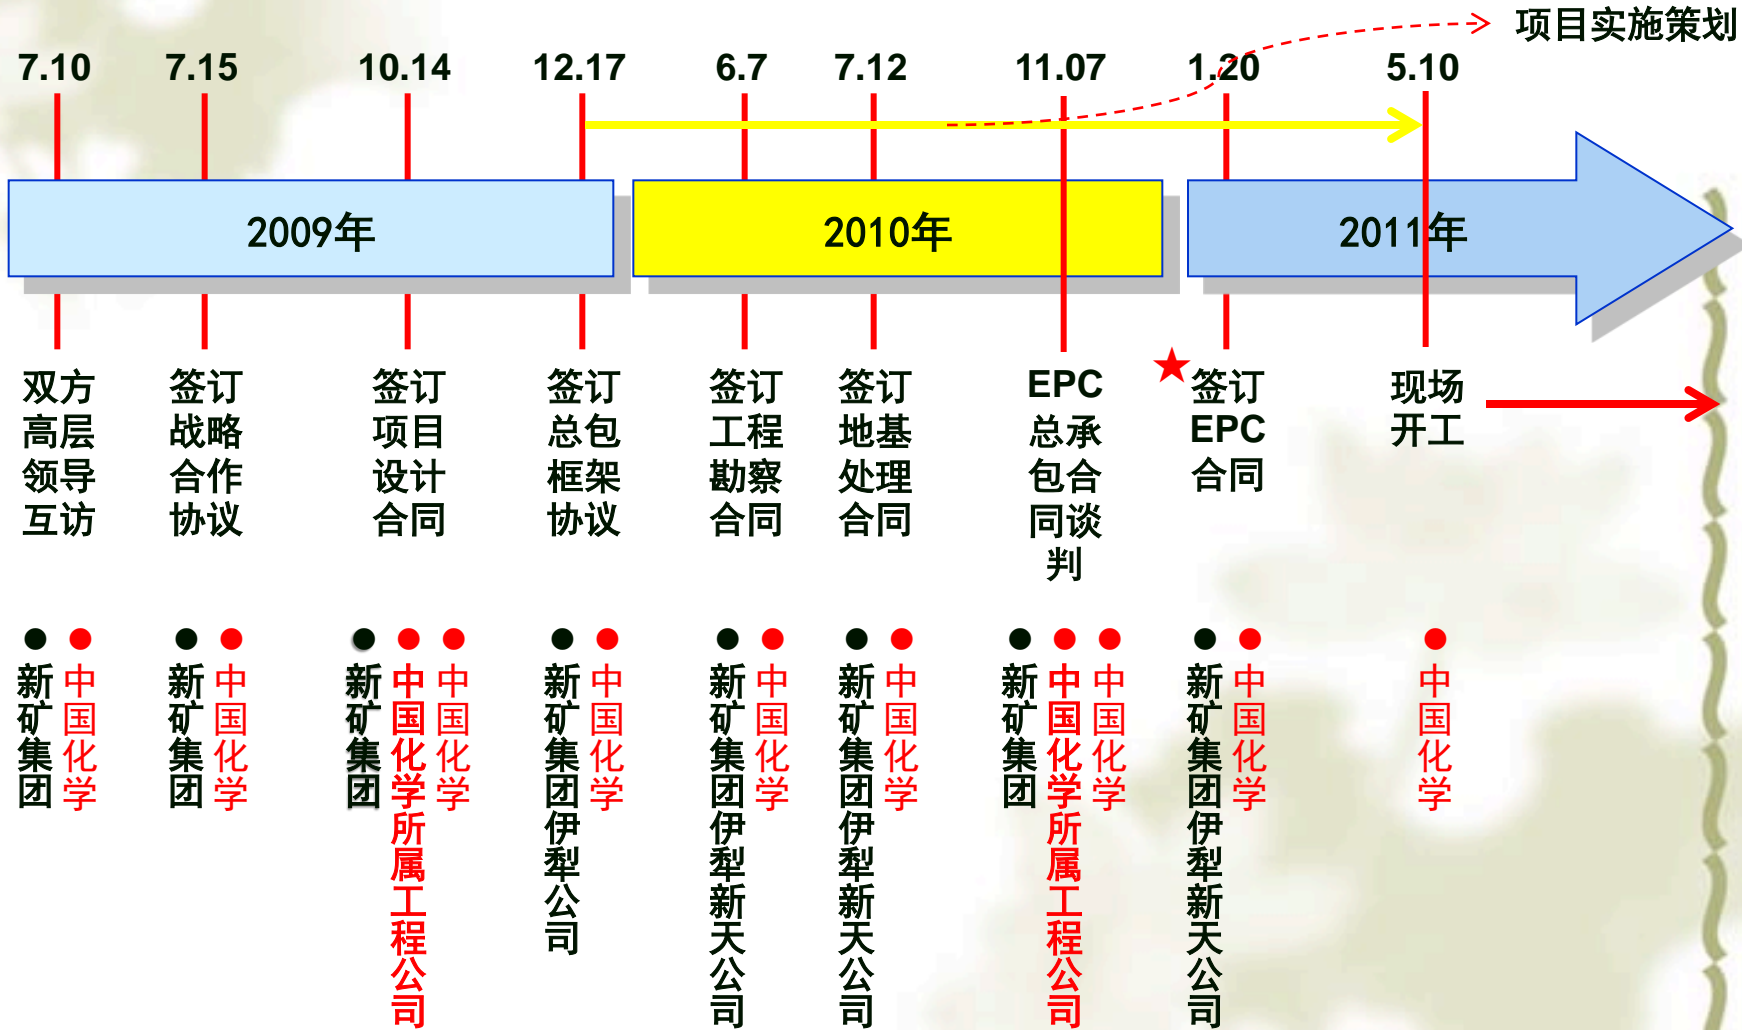 项目实施策划
7.10
7.15
10.14
12.17
6.7
7.12
11.07
1.20
5.10
2009年
2010年
2011年
双方
高层
领导
互访
签订
战略
合作
协议
签订
项目
设计
合同
签订
总包
框架
协议
签订
工程
勘察
合同
签订
地基
处理
合同
EPC
总承
包合
同谈
判
签订
EPC
合同
现场
开工
新矿集团
中国化学
新矿集团
中国化学
新矿集团
中国化学所属工程公司
中国化学
新矿集团伊犁公司
中国化学
新矿集团伊犁新天公司
中国化学
新矿集团伊犁新天公司
中国化学
新矿集团
中国化学所属工程公司
中国化学
新矿集团伊犁新天公司
中国化学
中国化学